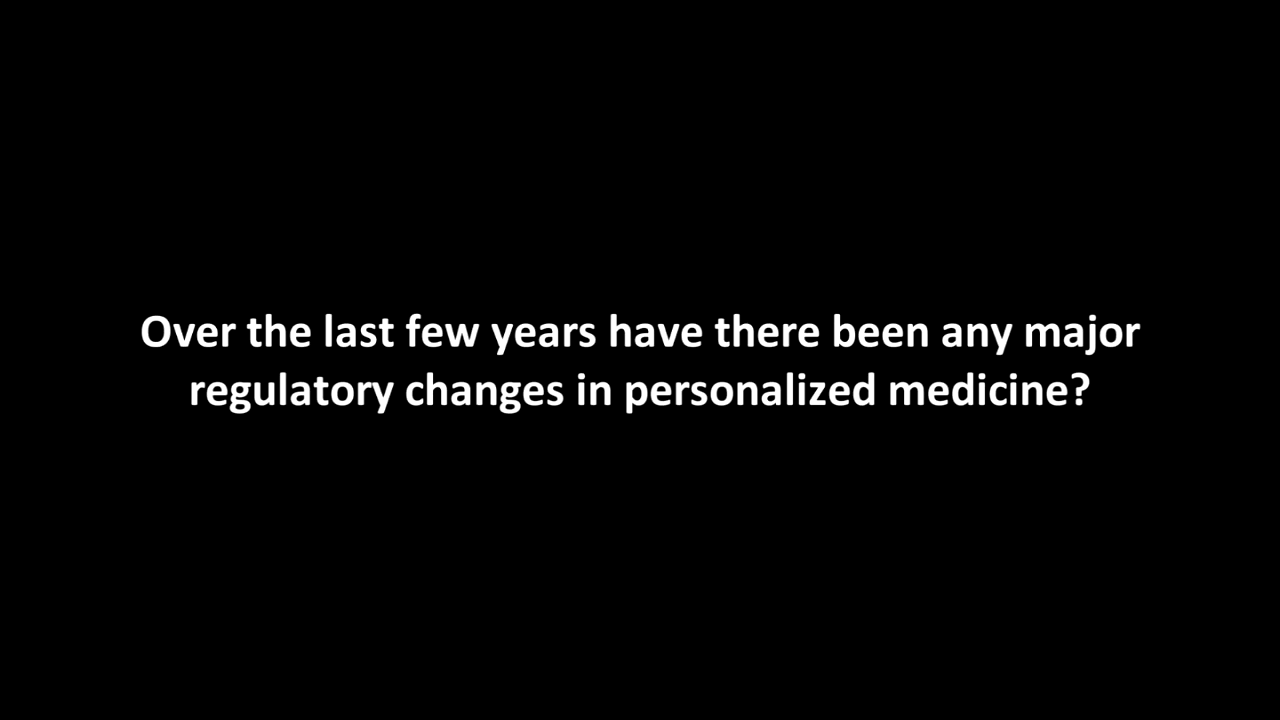 Over the last few years have there been any major
regulatory changes in personalized medicine?